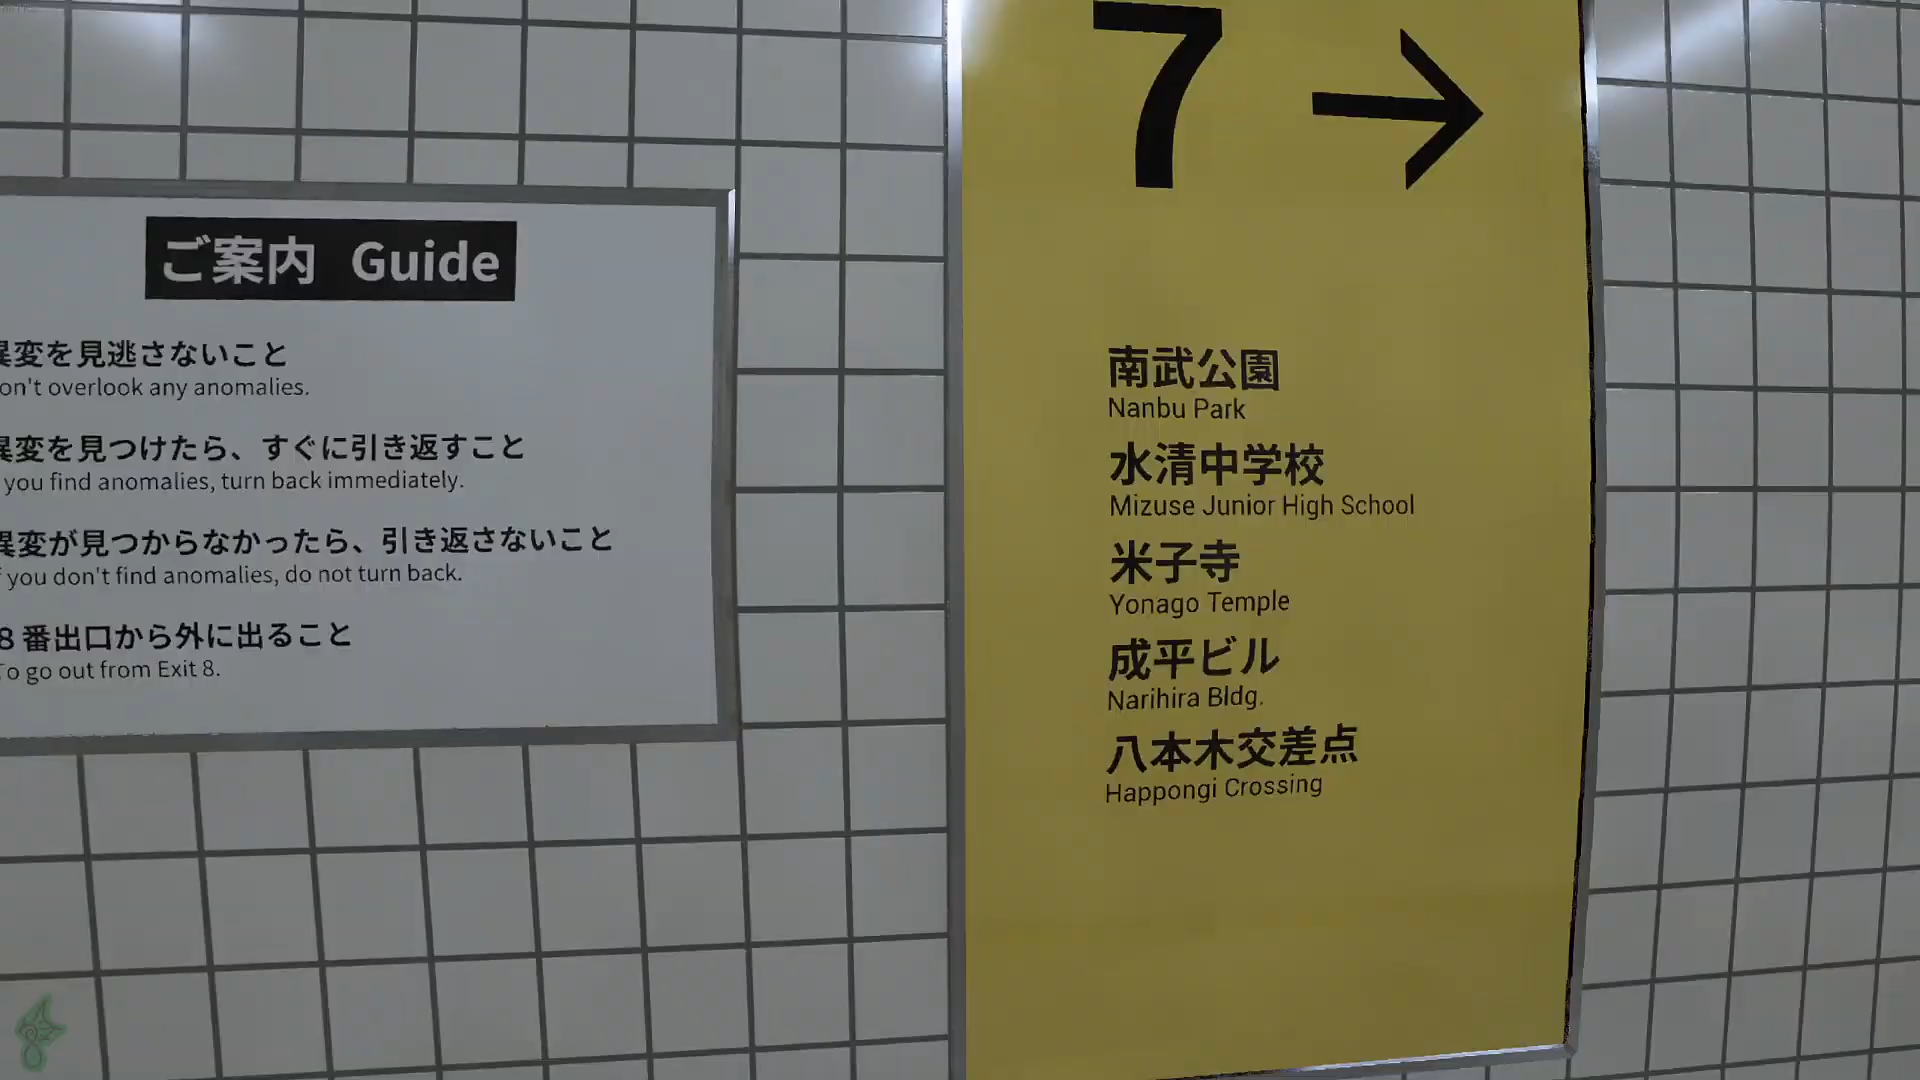 ご案内 Guide
異変を見逃さないこと
on't overlook any anomalies.
異変を見つけたら、すぐに引き返すこと
you find anomalies, turn back immediately.
異変が見つからなかったら、引き返さないこと
f you don't find anomalies, do not turn back.
8番出口から外に出ること
To go out from Exit 8.
7 →
南武公園
Nanbu Park
水清中学校
Mizuse Junior High School
米子寺
Yonago Temple
成平ビル
Narihira Bldg.
八本木交差点
Happongi Crossing